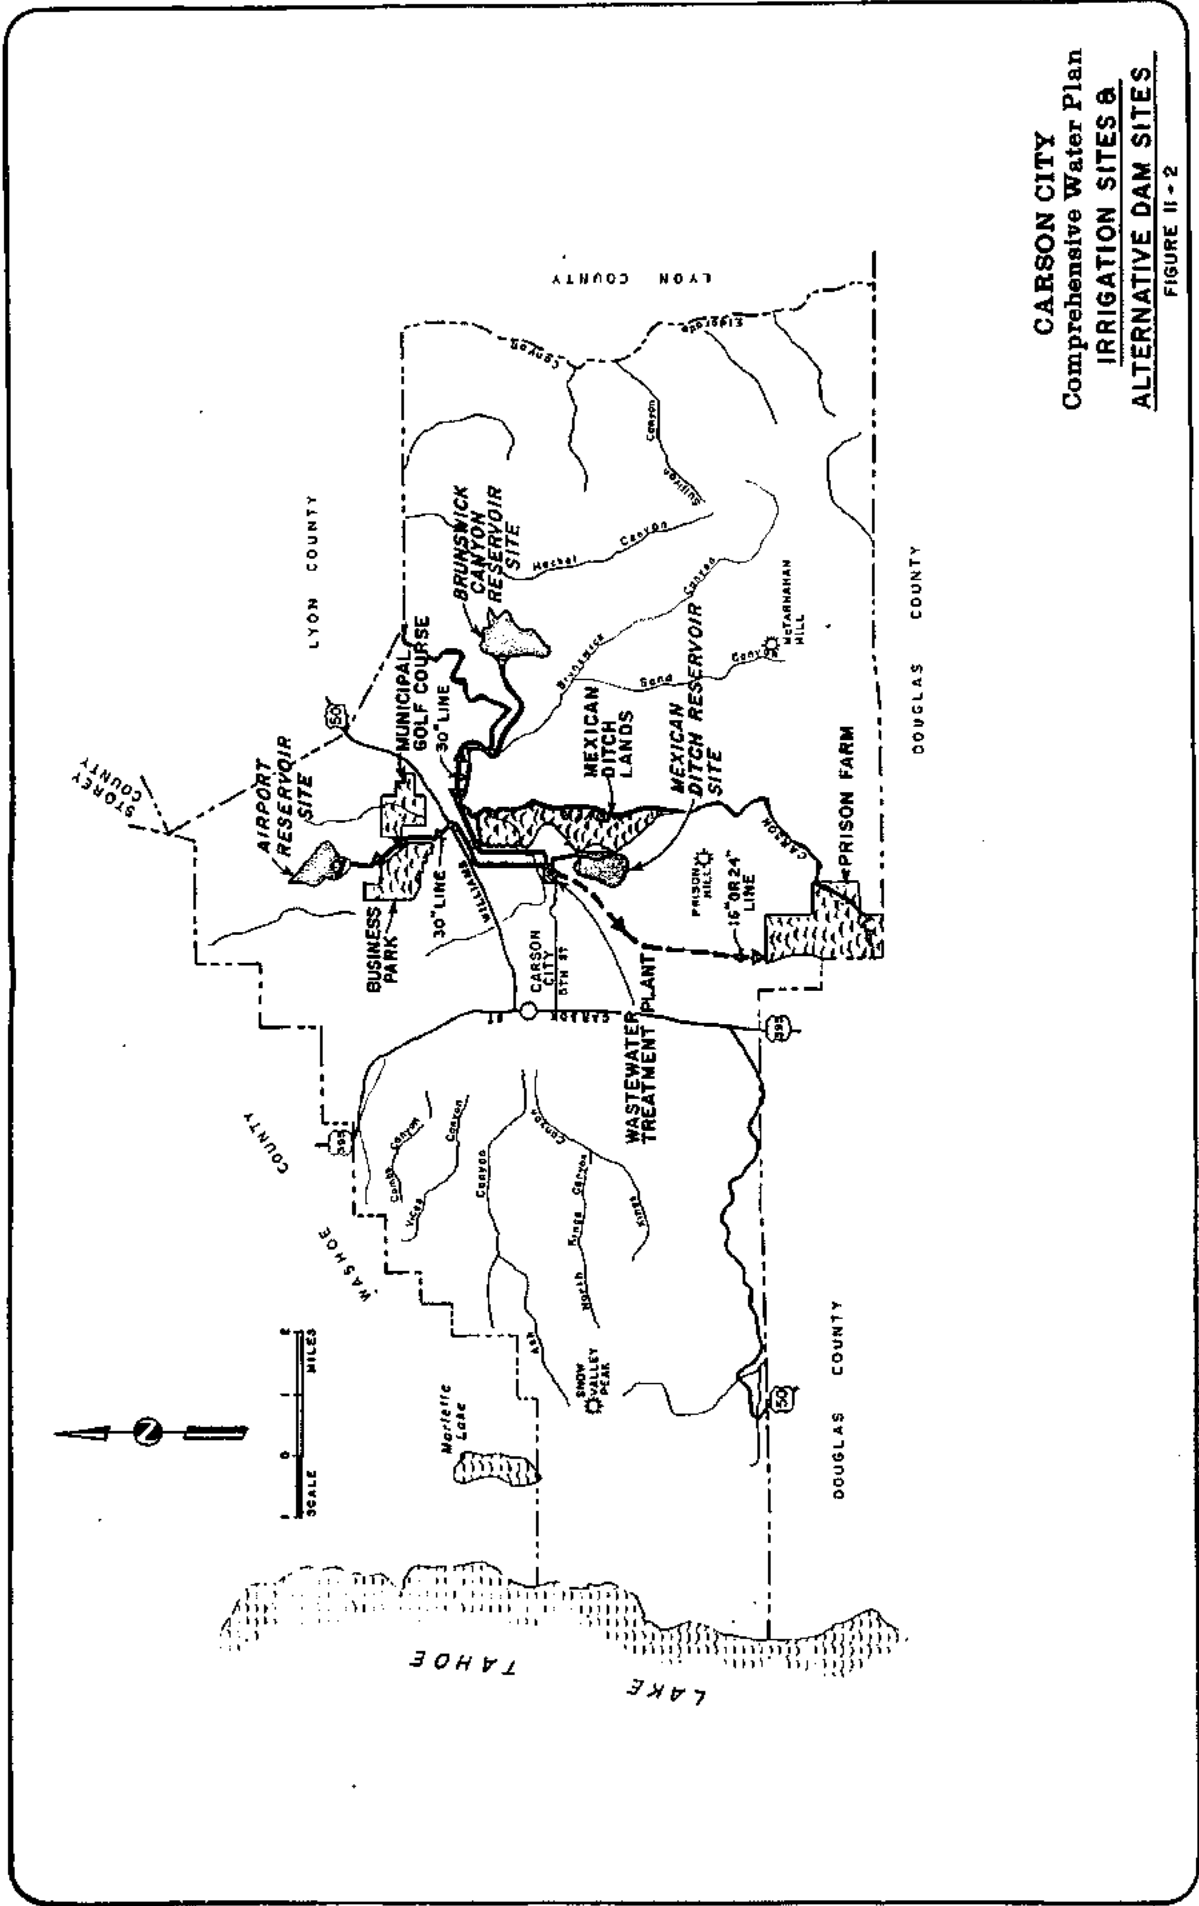 CARSON CITY
Comprehensive Water Plan
IRRIGATION SITES &
ALTERNATIVE DAM SITES
FIGURE 11-2
STOREY
COUNTY
LYON COUNTY
LYON COUNTY
WASHOE
COUNTY
DOUGLAS COUNTY
DOUGLAS COUNTY
AIRPORT
RESERVOIR
SITE
50
MUNICIPAL
GOLF COURSE
30" LINE
BRUNSWICK
CANYON
RESERVOIR
SITE
BUSINESS
PARK
30" LINE
WILLIAMS
CARSON
CITY
5TH ST
CARSON ST
MEXICAN
DITCH
LANDS
MEXICAN
DITCH RESERVOIR
SITE
WASTEWATER
TREATMENT PLANT
PRISON
HILL
16" OR 24"
LINE
CARSON
PRISON FARM
McTARNAHAN
HILL
Canyon
Eldorado
Sullivan Canyon
Hackel Canyon
Brunswick Canyon
Sand Canyon
395
395
Combs Canyon
Vicee Canyon
Ash Canyon
Canyon
North Kings Canyon
Kings
SNOW
VALLEY
PEAK
50
Marlette
Lake
N
1 0 1 2
SCALE MILES
LAKE TAHOE